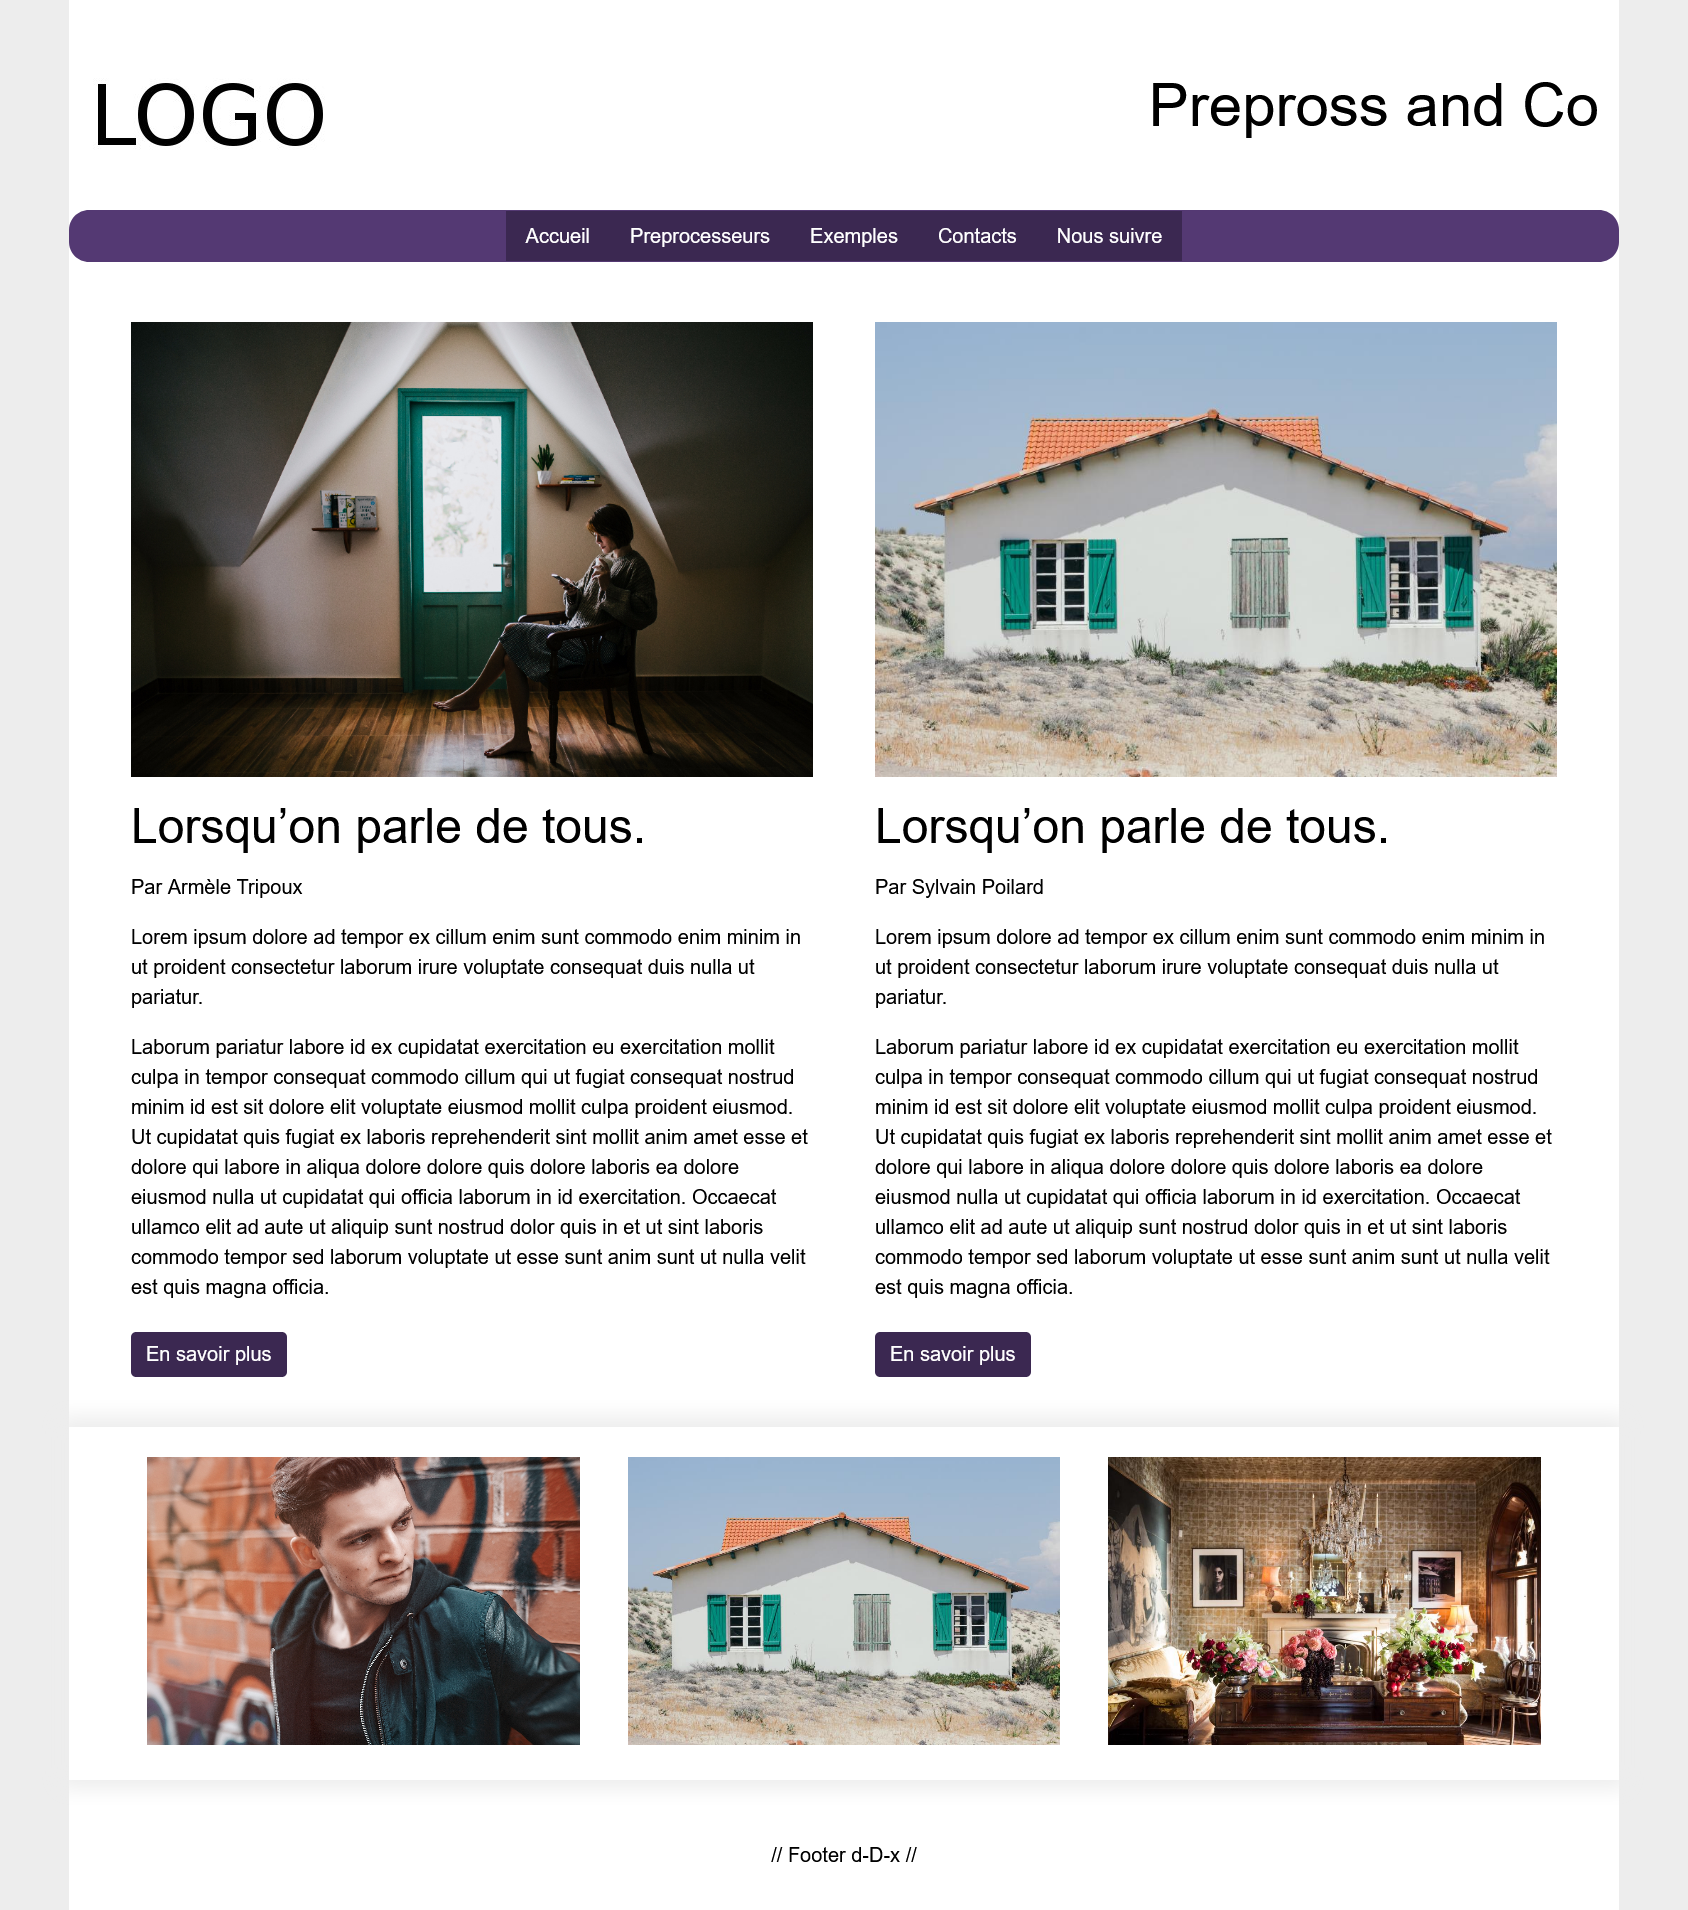 LOGO
Prepross and Co
Accueil Preprocesseurs Exemples Contacts Nous suivre
Lorsqu’on parle de tous.
Par Armèle Tripoux
Lorem ipsum dolore ad tempor ex cillum enim sunt commodo enim minim in
ut proident consectetur laborum irure voluptate consequat duis nulla ut
pariatur.
Laborum pariatur labore id ex cupidatat exercitation eu exercitation mollit
culpa in tempor consequat commodo cillum qui ut fugiat consequat nostrud
minim id est sit dolore elit voluptate eiusmod mollit culpa proident eiusmod.
Ut cupidatat quis fugiat ex laboris reprehenderit sint mollit anim amet esse et
dolore qui labore in aliqua dolore dolore quis dolore laboris ea dolore
eiusmod nulla ut cupidatat qui officia laborum in id exercitation. Occaecat
ullamco elit ad aute ut aliquip sunt nostrud dolor quis in et ut sint laboris
commodo tempor sed laborum voluptate ut esse sunt anim sunt ut nulla velit
est quis magna officia.
En savoir plus
Lorsqu’on parle de tous.
Par Sylvain Poilard
Lorem ipsum dolore ad tempor ex cillum enim sunt commodo enim minim in
ut proident consectetur laborum irure voluptate consequat duis nulla ut
pariatur.
Laborum pariatur labore id ex cupidatat exercitation eu exercitation mollit
culpa in tempor consequat commodo cillum qui ut fugiat consequat nostrud
minim id est sit dolore elit voluptate eiusmod mollit culpa proident eiusmod.
Ut cupidatat quis fugiat ex laboris reprehenderit sint mollit anim amet esse et
dolore qui labore in aliqua dolore dolore quis dolore laboris ea dolore
eiusmod nulla ut cupidatat qui officia laborum in id exercitation. Occaecat
ullamco elit ad aute ut aliquip sunt nostrud dolor quis in et ut sint laboris
commodo tempor sed laborum voluptate ut esse sunt anim sunt ut nulla velit
est quis magna officia.
En savoir plus
// Footer d-D-x //